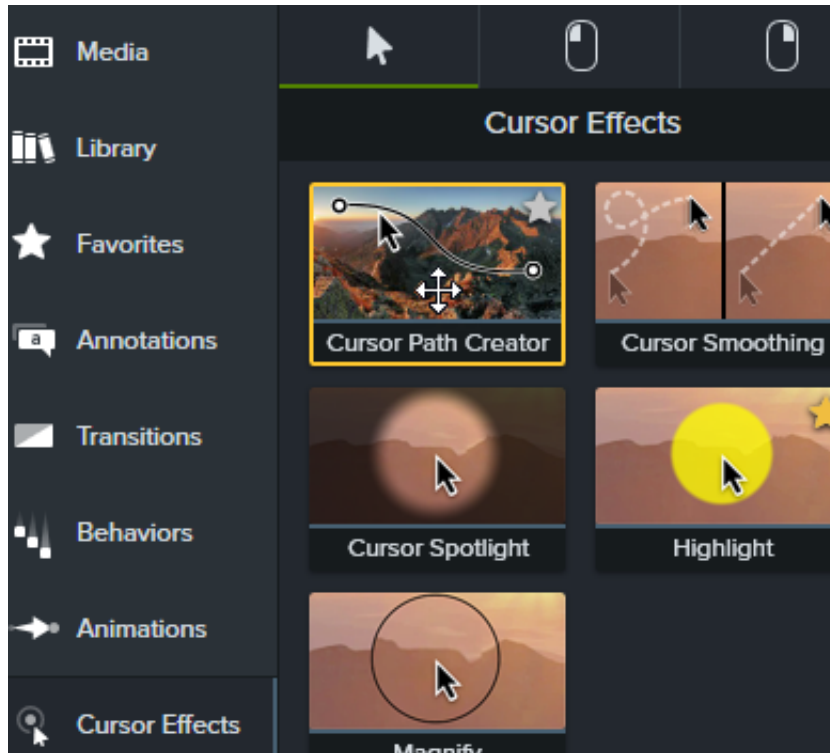 Media
Library
Favorites
a
Annotations
Transitions
Behaviors
Animations
Cursor Effects
Cursor Effects
Cursor Path Creator
Cursor Smoothing
Cursor Spotlight
Highlight
Magnify